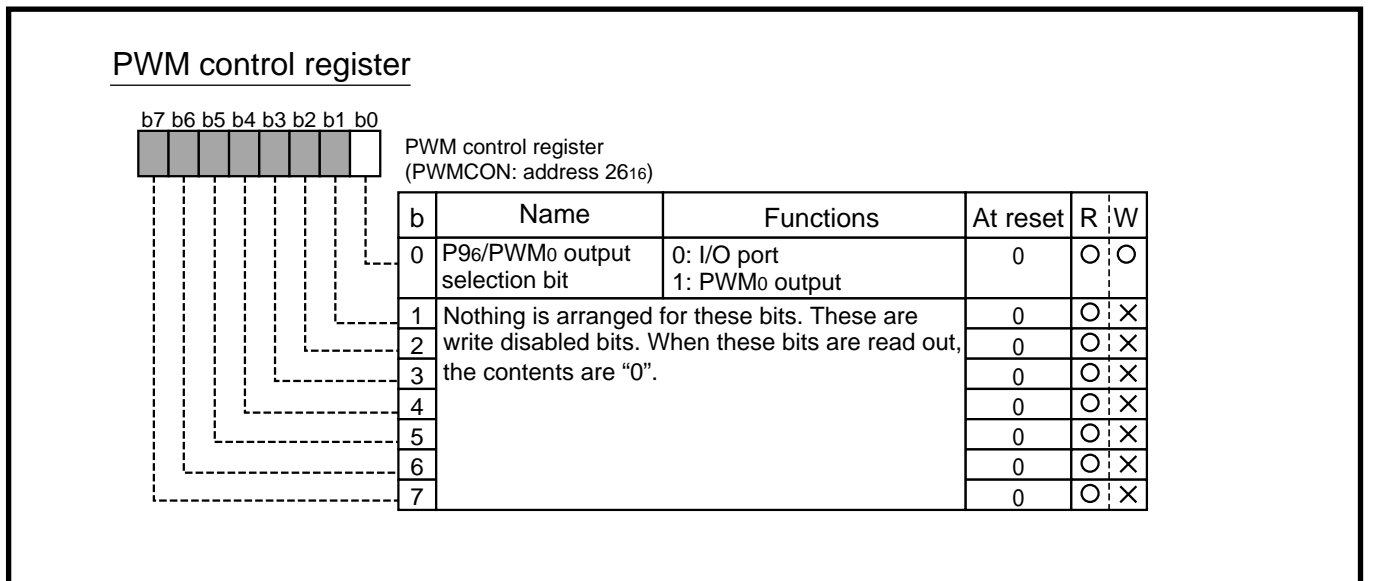 PWM control register
b7 b6 b5 b4 b3 b2 b1 b0
PWM control register
(PWMCON: address 2616)
b Name Functions At reset R W
0 P96/PWM0 output selection bit 0: I/O port 1: PWM0 output 0 O O
1 Nothing is arranged for these bits. These are 0 O ×
2 write disabled bits. When these bits are read out, 0 O ×
3 the contents are “0”. 0 O ×
4 0 O ×
5 0 O ×
6 0 O ×
7 0 O ×